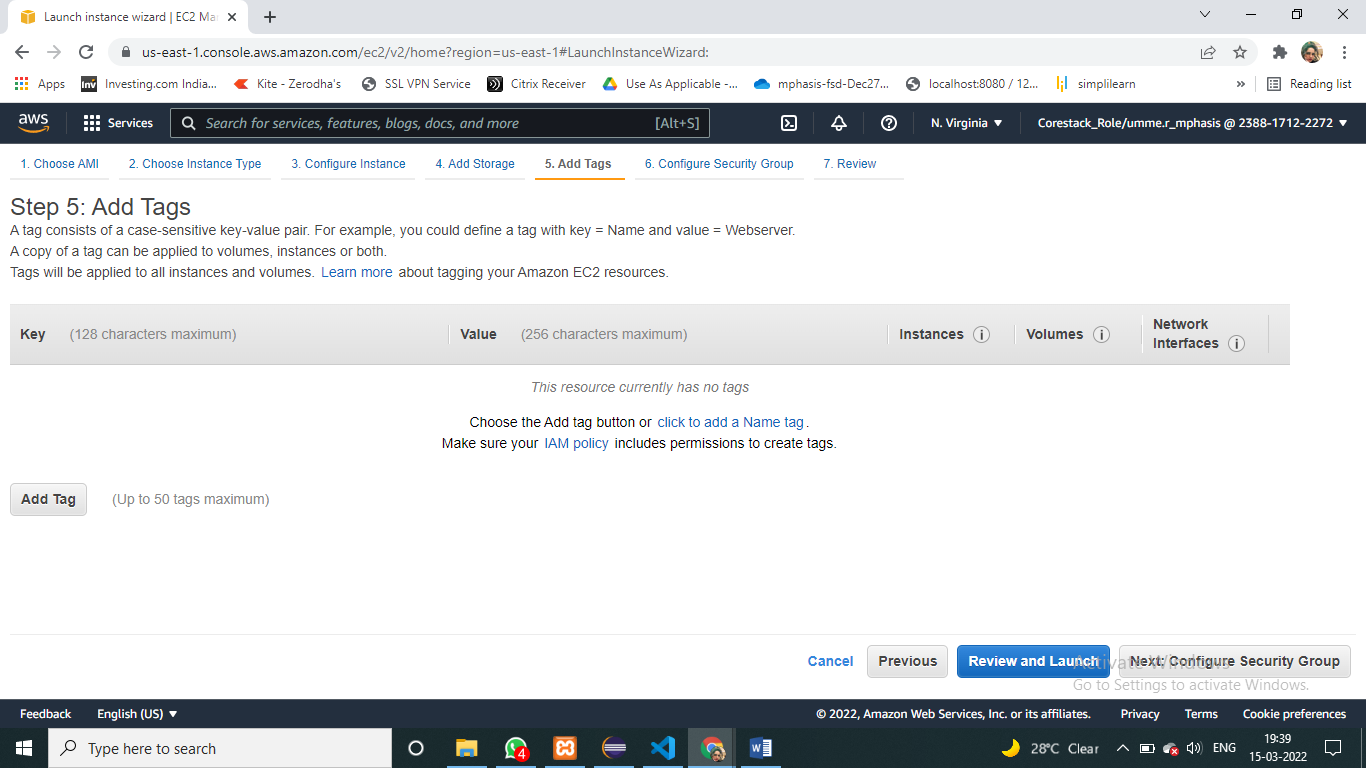 Launch instance wizard | EC2 Mar
us-east-1.console.aws.amazon.com/ec2/v2/home?region=us-east-1#LaunchInstanceWizard:
Apps inv Investing.com India... Kite - Zerodha's SSL VPN Service Citrix Receiver Use As Applicable -... mphasis-fsd-Dec27... localhost:8080 / 12... simplilearn » Reading list
aws Services Search for services, features, blogs, docs, and more [Alt+S] N. Virginia Corestack_Role/umme.r_mphasis @ 2388-1712-2272
1. Choose AMI 2. Choose Instance Type 3. Configure Instance 4. Add Storage 5. Add Tags 6. Configure Security Group 7. Review
Step 5: Add Tags
A tag consists of a case-sensitive key-value pair. For example, you could define a tag with key = Name and value = Webserver.
A copy of a tag can be applied to volumes, instances or both.
Tags will be applied to all instances and volumes. Learn more about tagging your Amazon EC2 resources.
Key (128 characters maximum) Value (256 characters maximum) Instances i Volumes i Network Interfaces i
This resource currently has no tags
Choose the Add tag button or click to add a Name tag.
Make sure your IAM policy includes permissions to create tags.
Add Tag (Up to 50 tags maximum)
Cancel Previous Review and Launch Next: Configure Security Group
Activate Windows
Go to Settings to activate Windows.
Feedback English (US) © 2022, Amazon Web Services, Inc. or its affiliates. Privacy Terms Cookie preferences
Type here to search 4 28°C Clear ENG 19:39
15-03-2022